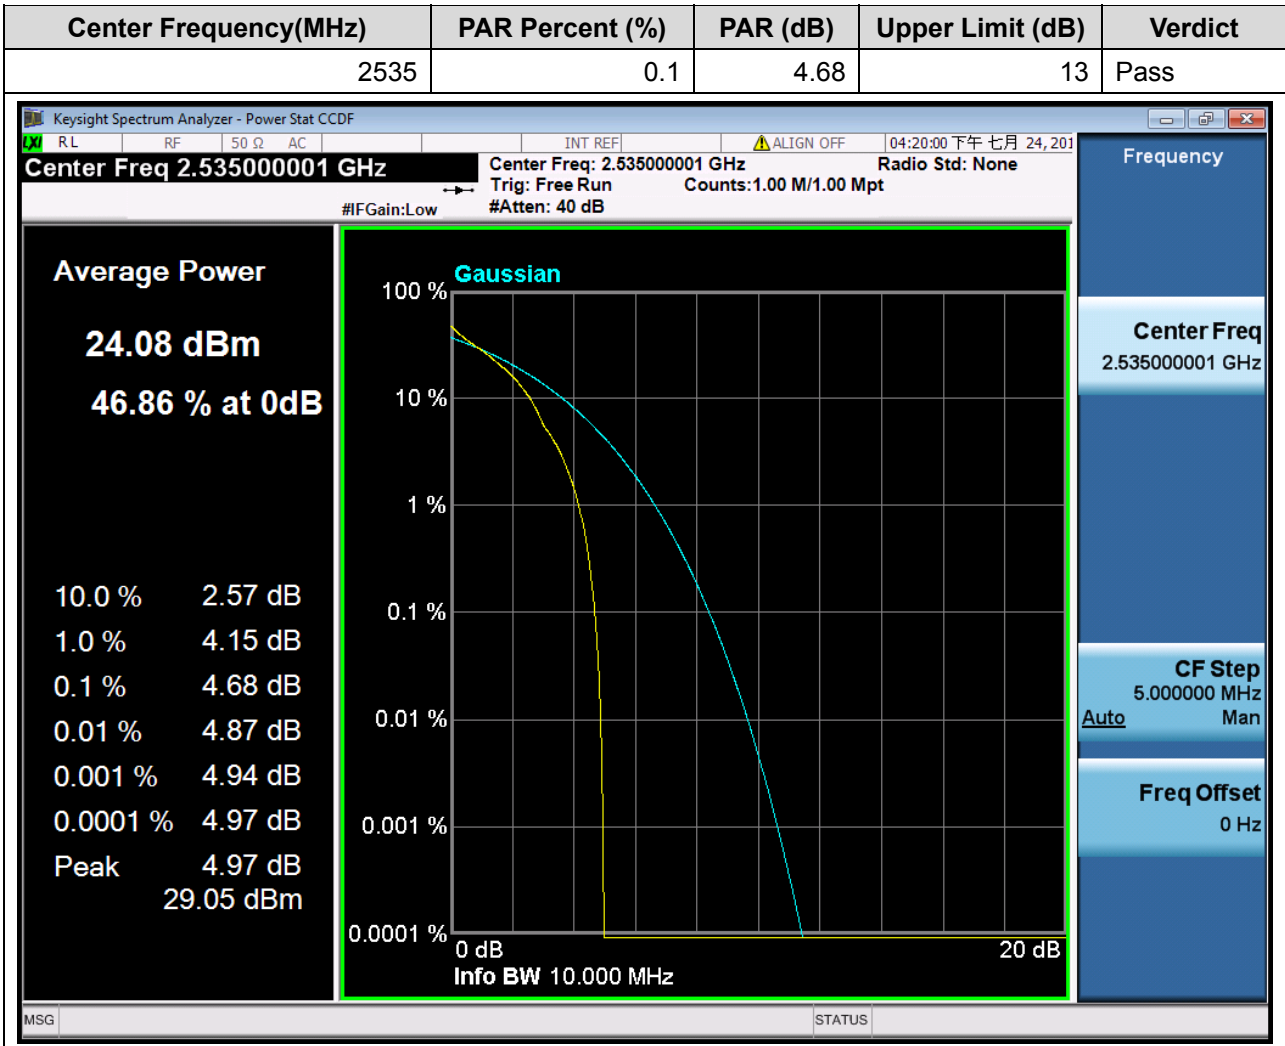 Center Frequency(MHz) PAR Percent (%) PAR (dB) Upper Limit (dB) Verdict
2535 0.1 4.68 13 Pass
Keysight Spectrum Analyzer - Power Stat CCDF
LXI RL RF 50 Ω AC INT REF ALIGN OFF 04:20:00 下午 七月 24, 201
Center Freq 2.535000001 GHz
Center Freq: 2.535000001 GHz Radio Std: None
Trig: Free Run Counts:1.00 M/1.00 Mpt
#IFGain:Low #Atten: 40 dB
Average Power
24.08 dBm
46.86 % at 0dB
10.0 % 2.57 dB
1.0 % 4.15 dB
0.1 % 4.68 dB
0.01 % 4.87 dB
0.001 % 4.94 dB
0.0001 % 4.97 dB
Peak 4.97 dB
29.05 dBm
Gaussian
100 %
10 %
1 %
0.1 %
0.01 %
0.001 %
0.0001 %
0 dB 20 dB
Info BW 10.000 MHz
Frequency
Center Freq
2.535000001 GHz
CF Step
5.000000 MHz
Auto Man
Freq Offset
0 Hz
MSG STATUS